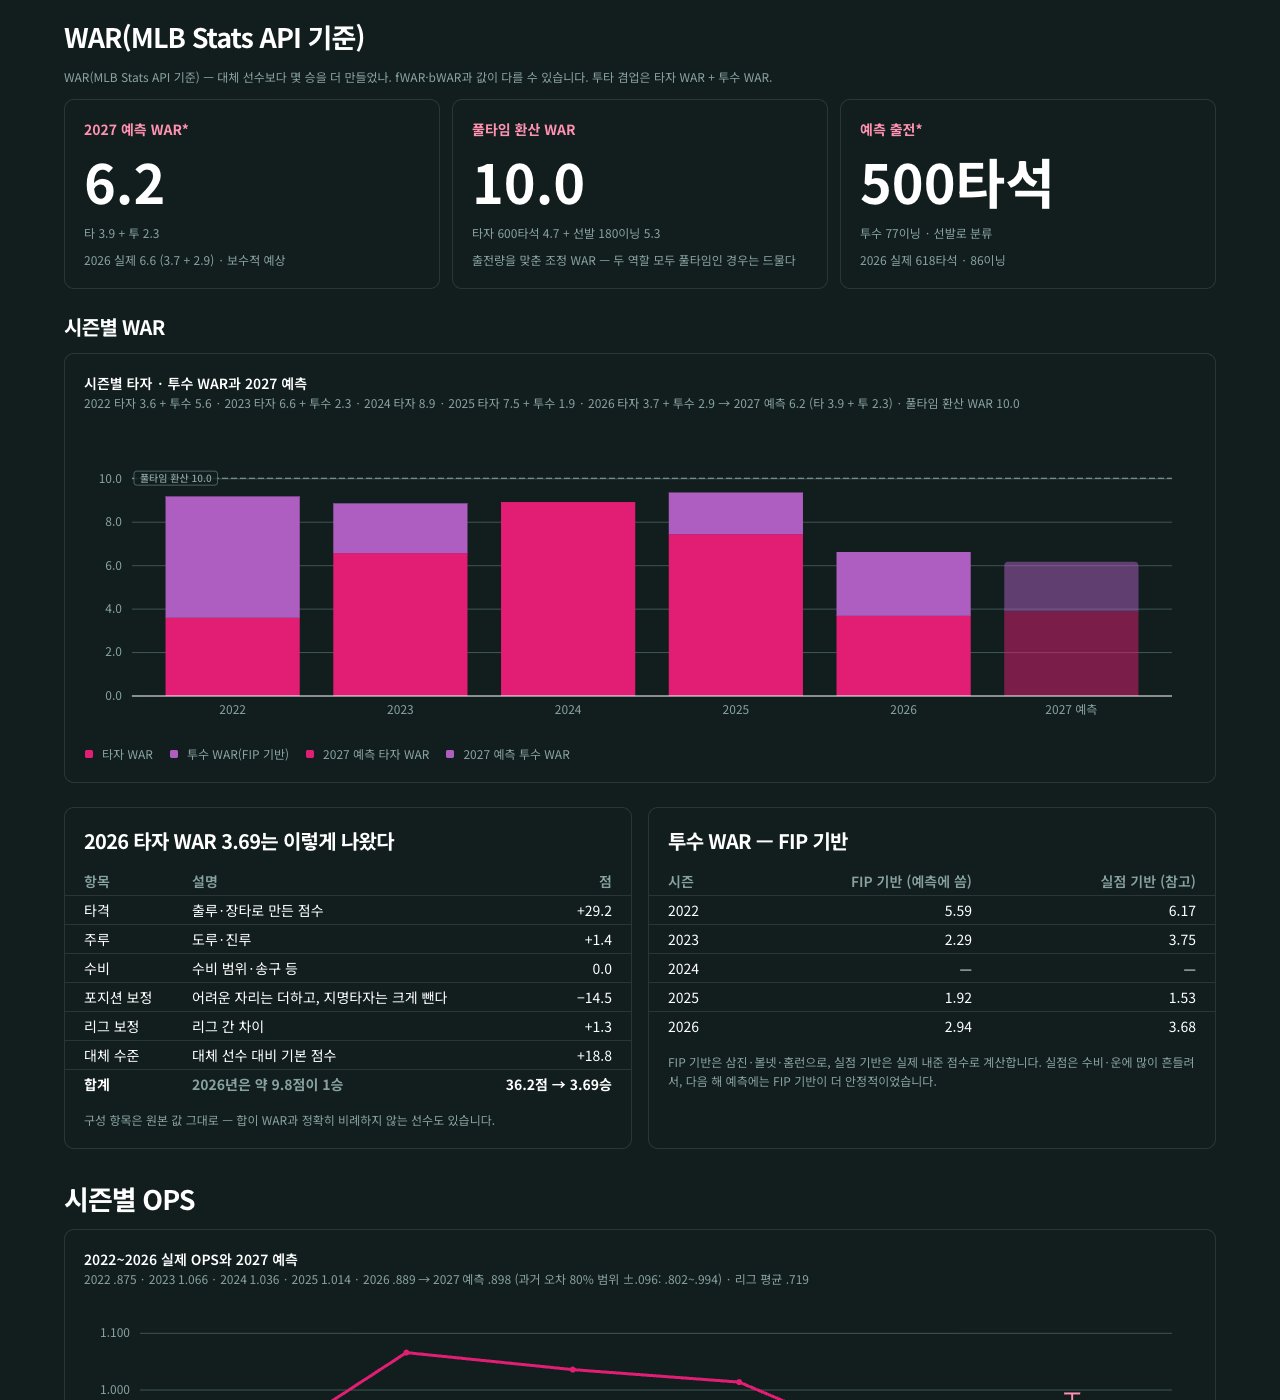 WAR(MLB Stats API 기준)
WAR(MLB Stats API 기준) — 대체 선수보다 몇 승을 더 만들었나. fWAR·bWAR과 값이 다를 수 있습니다. 투타 겸업은 타자 WAR + 투수 WAR.
2027 예측 WAR*
6.2
타 3.9 + 투 2.3
2026 실제 6.6 (3.7 + 2.9) · 보수적 예상
풀타임 환산 WAR
10.0
타자 600타석 4.7 + 선발 180이닝 5.3
출전량을 맞춘 조정 WAR — 두 역할 모두 풀타임인 경우는 드물다
예측 출전*
500타석
투수 77이닝 · 선발로 분류
2026 실제 618타석 · 86이닝
시즌별 WAR
시즌별 타자 · 투수 WAR과 2027 예측
2022 타자 3.6 + 투수 5.6 · 2023 타자 6.6 + 투수 2.3 · 2024 타자 8.9 · 2025 타자 7.5 + 투수 1.9 · 2026 타자 3.7 + 투수 2.9 → 2027 예측 6.2 (타 3.9 + 투 2.3) · 풀타임 환산 WAR 10.0
10.0 풀타임 환산 10.0
8.0
6.0
4.0
2.0
0.0
2022 2023 2024 2025 2026 2027 예측
타자 WAR 투수 WAR(FIP 기반) 2027 예측 타자 WAR 2027 예측 투수 WAR
2026 타자 WAR 3.69는 이렇게 나왔다
항목 설명 점
타격 출루·장타로 만든 점수 +29.2
주루 도루·진루 +1.4
수비 수비 범위·송구 등 0.0
포지션 보정 어려운 자리는 더하고, 지명타자는 크게 뺀다 −14.5
리그 보정 리그 간 차이 +1.3
대체 수준 대체 선수 대비 기본 점수 +18.8
합계 2026년은 약 9.8점이 1승 36.2점 → 3.69승
구성 항목은 원본 값 그대로 — 합이 WAR과 정확히 비례하지 않는 선수도 있습니다.
투수 WAR — FIP 기반
시즌 FIP 기반 (예측에 씀) 실점 기반 (참고)
2022 5.59 6.17
2023 2.29 3.75
2024 — —
2025 1.92 1.53
2026 2.94 3.68
FIP 기반은 삼진·볼넷·홈런으로, 실점 기반은 실제 내준 점수로 계산합니다. 실점은 수비·운에 많이 흔들려
서, 다음 해 예측에는 FIP 기반이 더 안정적이었습니다.
시즌별 OPS
2022~2026 실제 OPS와 2027 예측
2022 .875 · 2023 1.066 · 2024 1.036 · 2025 1.014 · 2026 .889 → 2027 예측 .898 (과거 오차 80% 범위 ±.096: .802~.994) · 리그 평균 .719
1.100
1.000